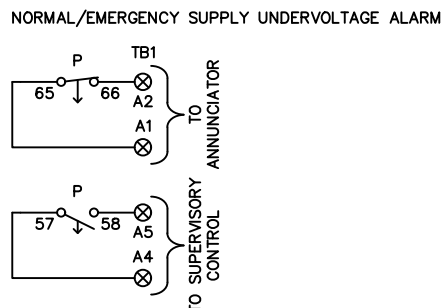 NORMAL/EMERGENCY SUPPLY UNDERVOLTAGE ALARM
P
TB1
65
66
A2
A1
TO
ANNUNCIATOR
P
57
58
A5
A4
TO SUPERVISORY
CONTROL